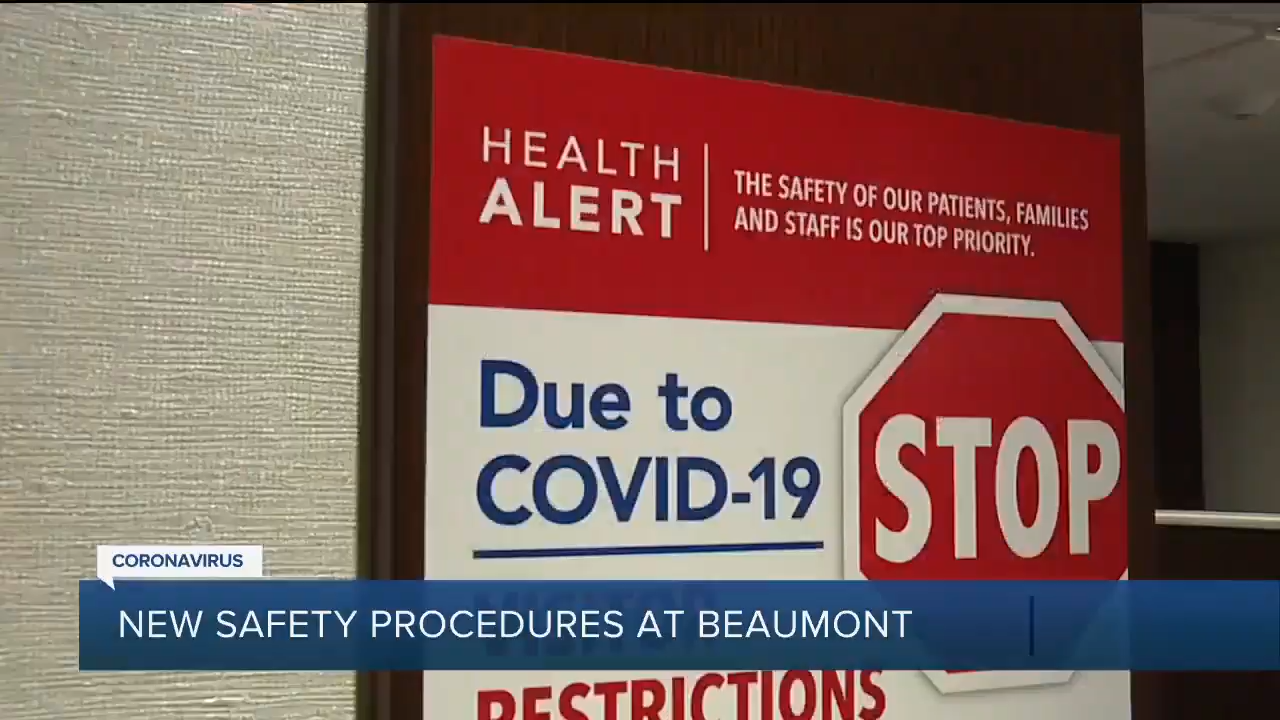 HEALTH
ALERT
THE SAFETY OF OUR PATIENTS, FAMILIES
AND STAFF IS OUR TOP PRIORITY.
Due to
COVID-19
STOP
VISITOR
RESTRICTIONS
CORONAVIRUS
NEW SAFETY PROCEDURES AT BEAUMONT